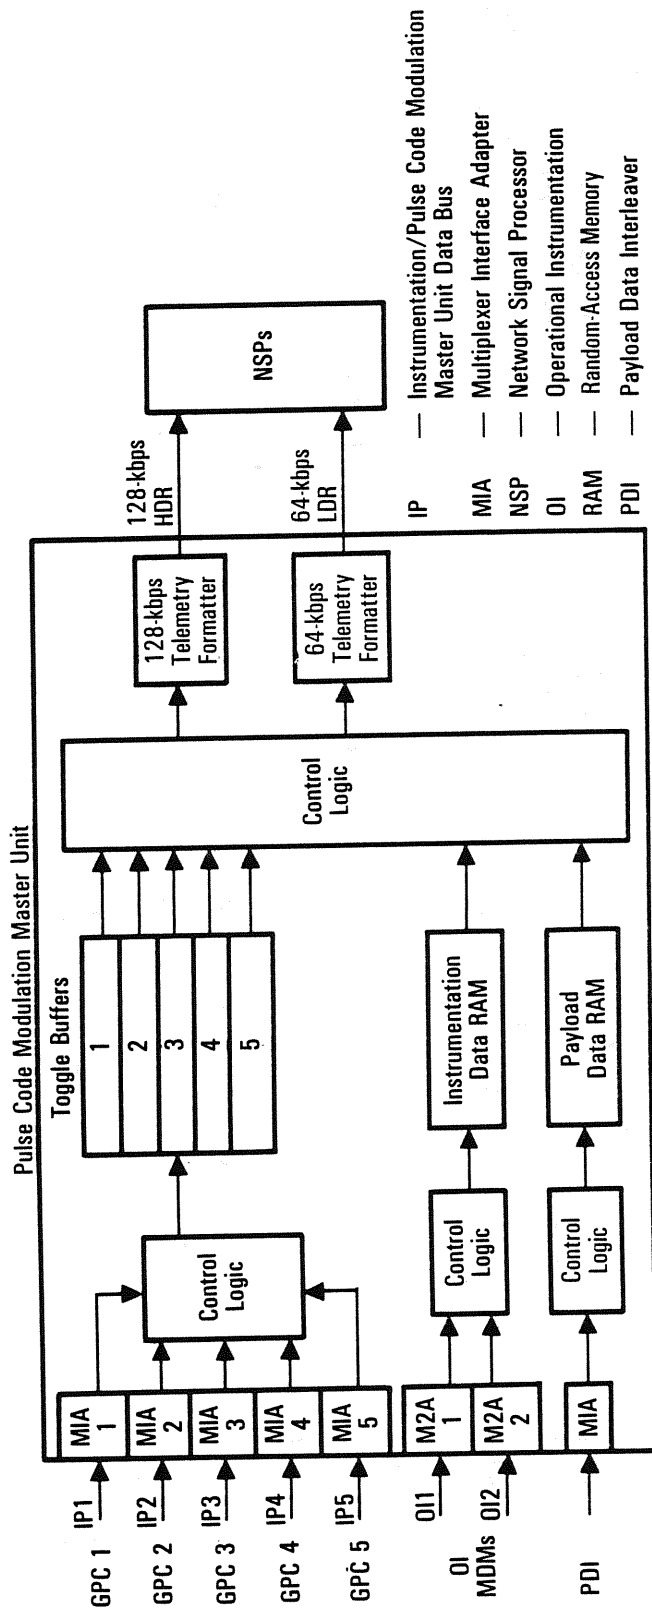 Pulse Code Modulation Master Unit
Toggle Buffers
GPC 1
IP1
MIA
1
GPC 2
IP2
MIA
2
GPC 3
IP3
MIA
3
GPC 4
IP4
MIA
4
GPC 5
IP5
MIA
5
Control
Logic
1
2
3
4
5
OI
MDMs
OI1
M2A
1
OI2
M2A
2
Control
Logic
Instrumentation
Data RAM
PDI
MIA
Control
Logic
Payload
Data RAM
Control
Logic
128-kbps
Telemetry
Formatter
128-kbps
HDR
64-kbps
Telemetry
Formatter
64-kbps
LDR
NSPs
IP — Instrumentation/Pulse Code Modulation
Master Unit Data Bus
MIA — Multiplexer Interface Adapter
NSP — Network Signal Processor
OI — Operational Instrumentation
RAM — Random-Access Memory
PDI — Payload Data Interleaver